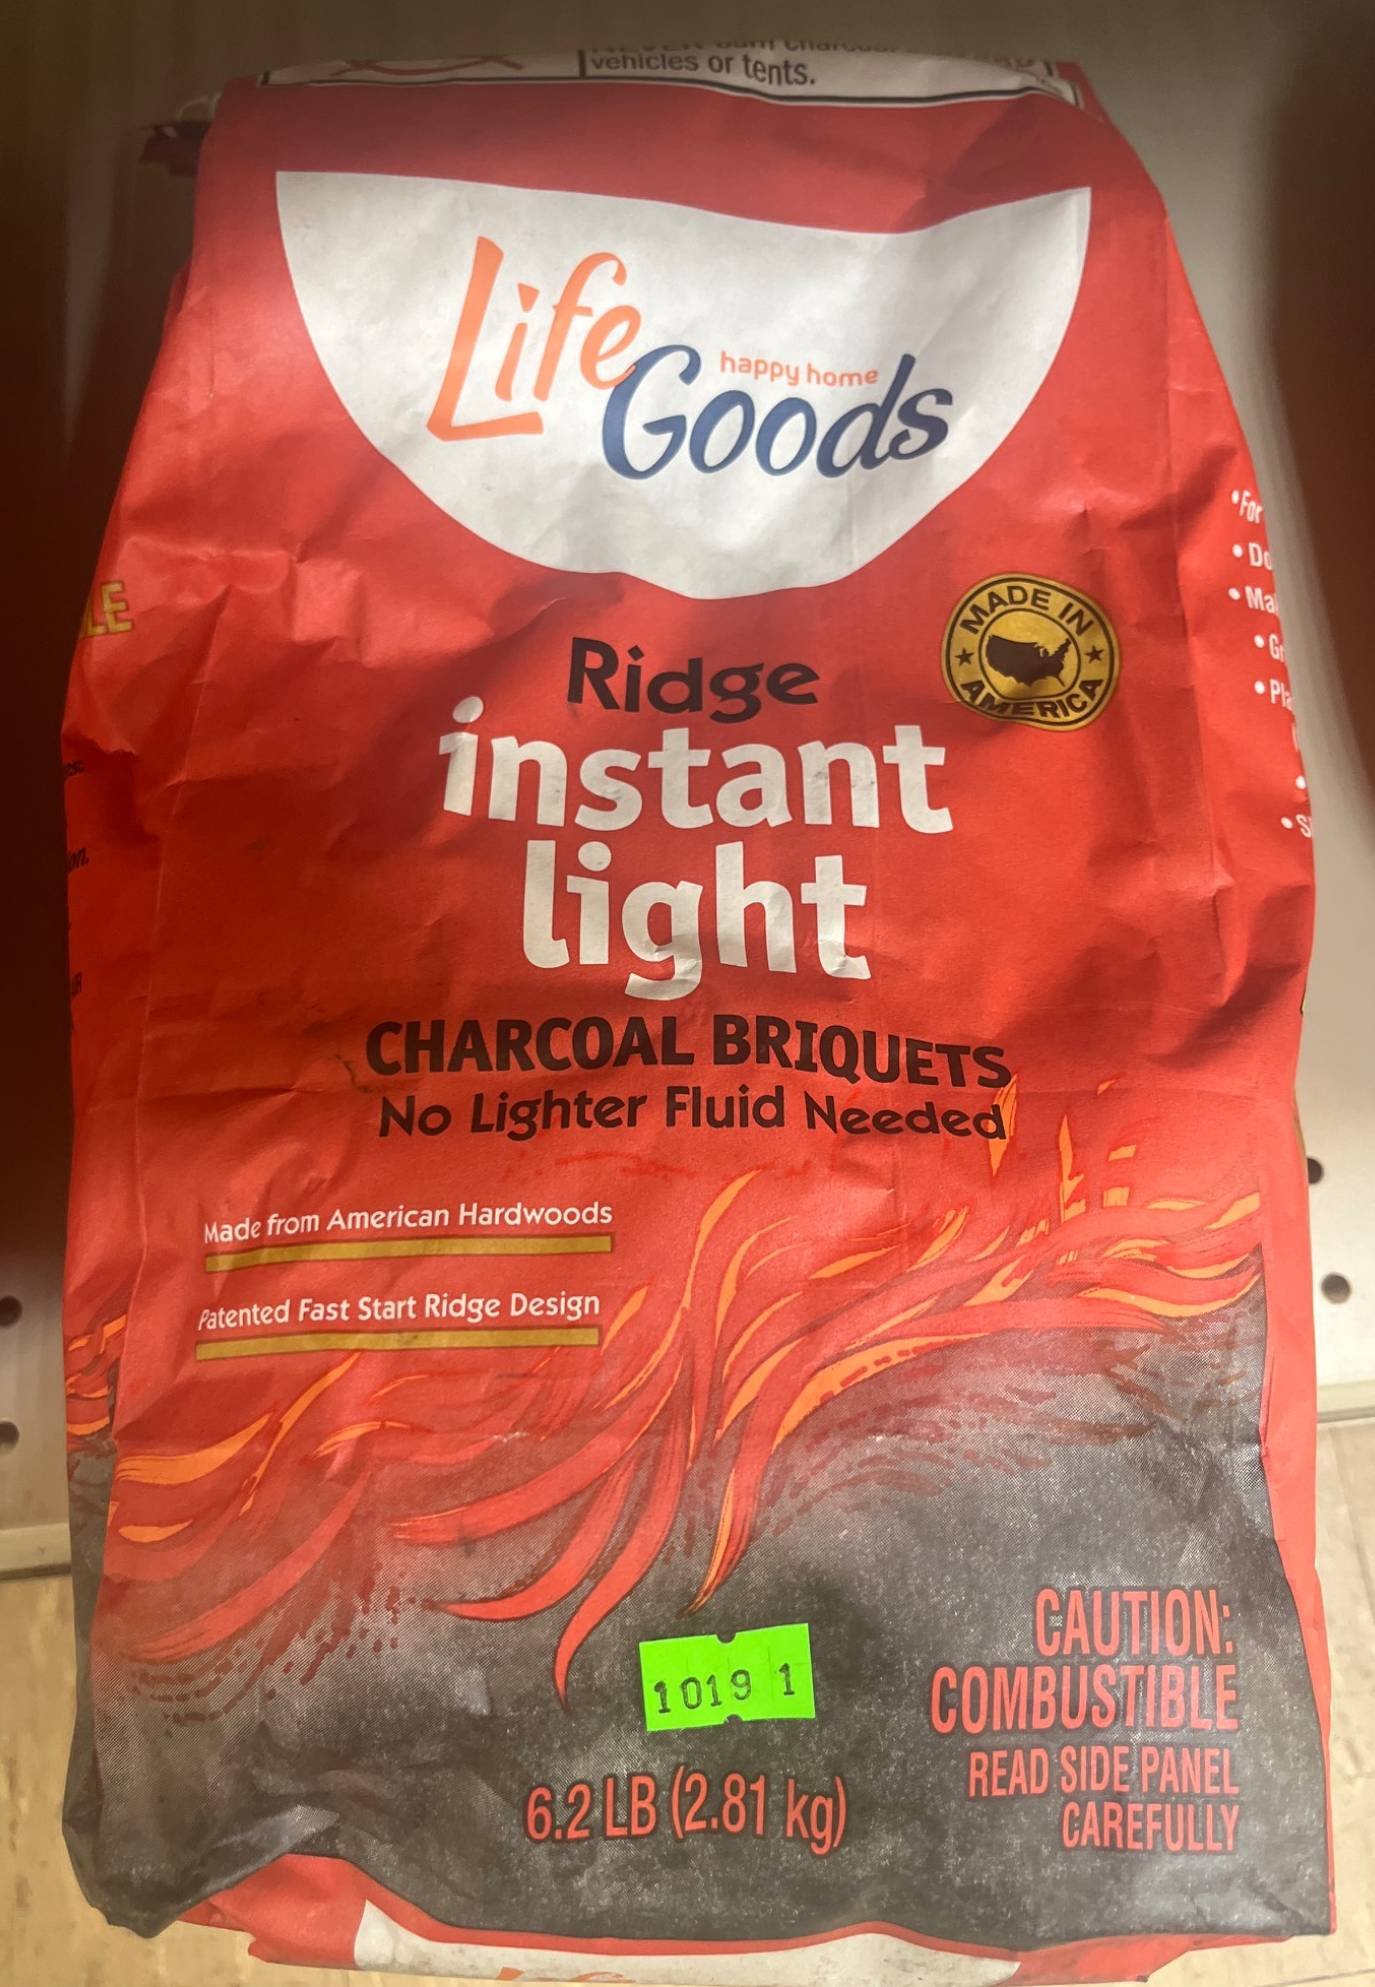 vehicles or tents.
Life
happy home
Goods
MADE IN
AMERICA
Ridge
instant
light
CHARCOAL BRIQUETS
No Lighter Fluid Needed
Made from American Hardwoods
Patented Fast Start Ridge Design
CAUTION:
COMBUSTIBLE
READ SIDE PANEL
CAREFULLY
1019 1
6.2 LB (2.81 kg)